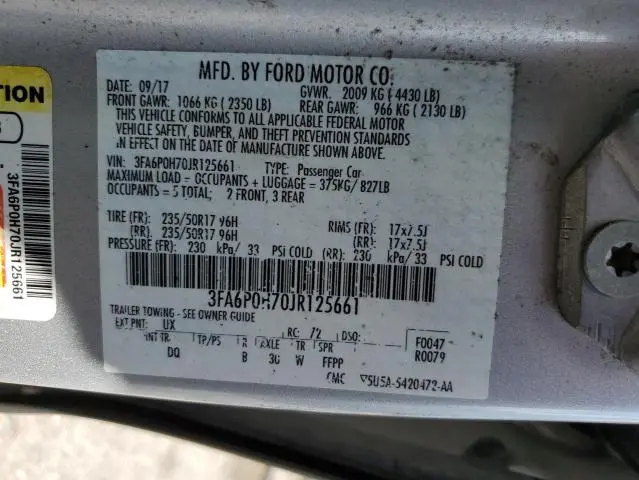 MFD. BY FORD MOTOR CO.
DATE: 09/17
GVWR: 2009 KG ( 4430 LB)
FRONT GAWR: 1066 KG ( 2350 LB)
REAR GAWR: 966 KG ( 2130 LB)
THIS VEHICLE CONFORMS TO ALL APPLICABLE FEDERAL MOTOR
VEHICLE SAFETY, BUMPER, AND THEFT PREVENTION STANDARDS
IN EFFECT ON THE DATE OF MANUFACTURE SHOWN ABOVE.
VIN: 3FA6P0H70JR125661 TYPE: Passenger Car
MAXIMUM LOAD = OCCUPANTS + LUGGAGE = 375KG/ 827LB
OCCUPANTS = 5 TOTAL; 2 FRONT, 3 REAR
TIRE (FR): 235/50R17 96H RIMS (FR): 17x7.5J
(RR): 235/50R17 96H (RR): 17x7.5J
PRESSURE (FR): 230 kPa/ 33 PSI COLD (RR): 230 kPa/ 33 PSI COLD
3FA6P0H70JR125661
TRAILER TOWING - SEE OWNER GUIDE
EXT PNT: UX RC: 72 DSO: F0047
R0079
INT TR TP/PS R AXLE TR SPR
DQ B 30 W FFPP
5U5A-5420472-AA
TION
3FA6P0H70JR125661